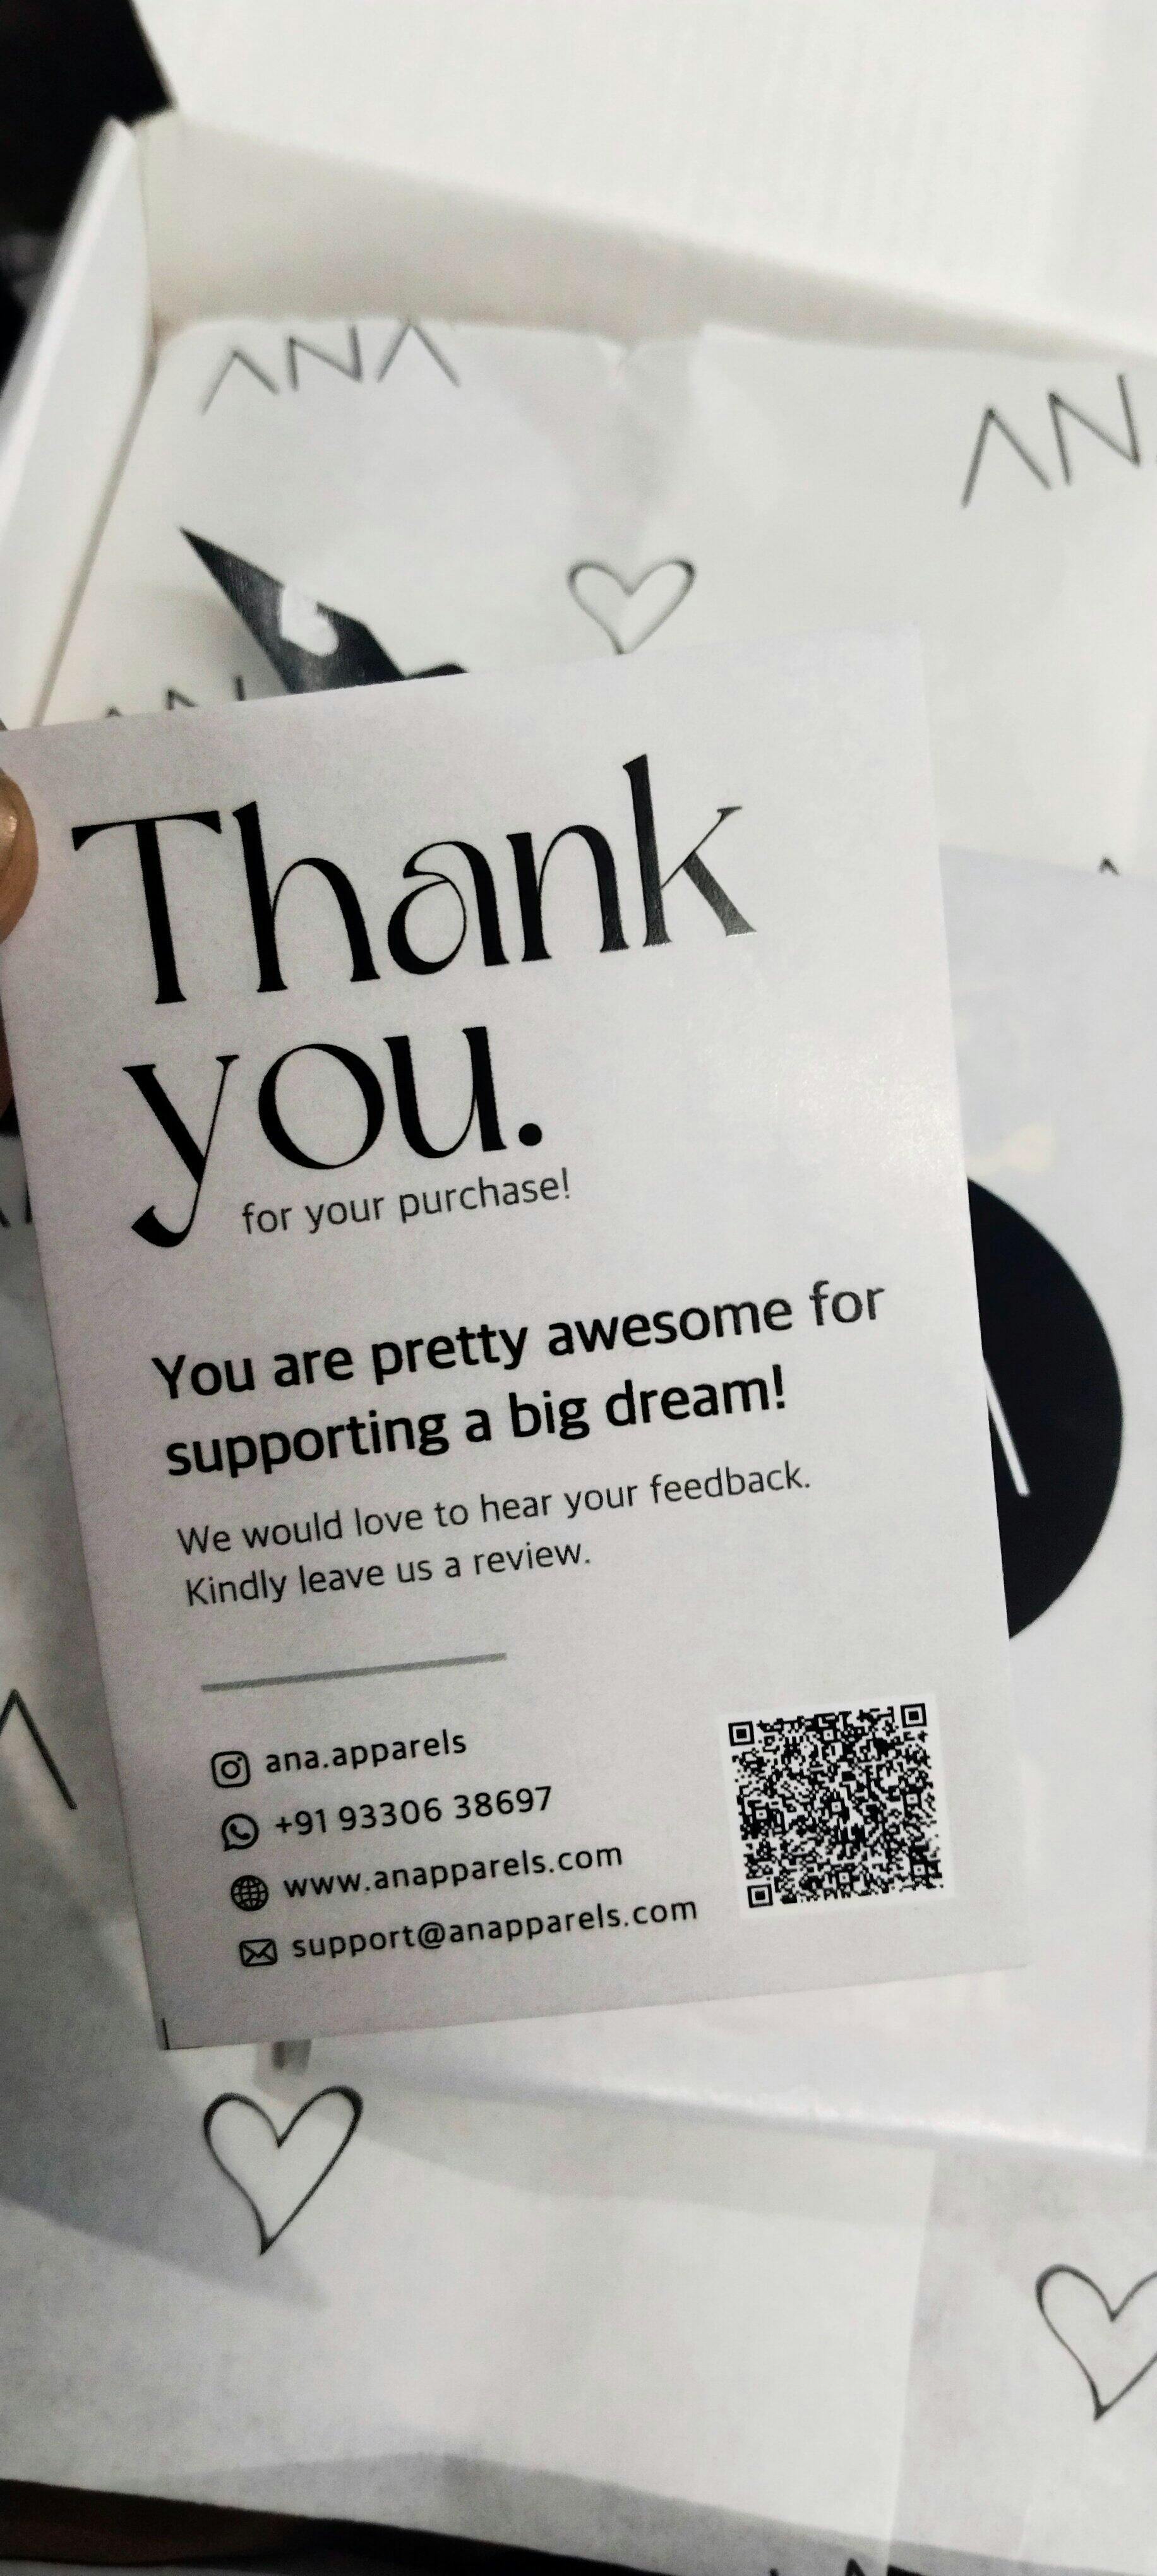 ANA
AN
Thank
you.
for your purchase!
You are pretty awesome for
supporting a big dream!
We would love to hear your feedback.
Kindly leave us a review.
ana.apparels
+91 93306 38697
www.anapparels.com
support@anapparels.com